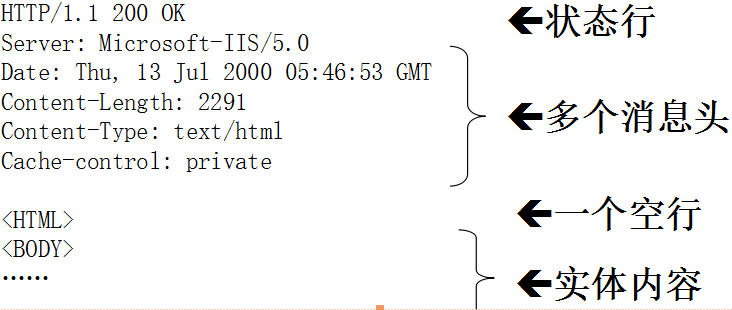 HTTP/1.1 200 OK
←状态行
Server: Microsoft-IIS/5.0
Date: Thu, 13 Jul 2000 05:46:53 GMT
Content-Length: 2291
←多个消息头
Content-Type: text/html
Cache-control: private
←一个空行
<HTML>
<BODY>
······
←实体内容